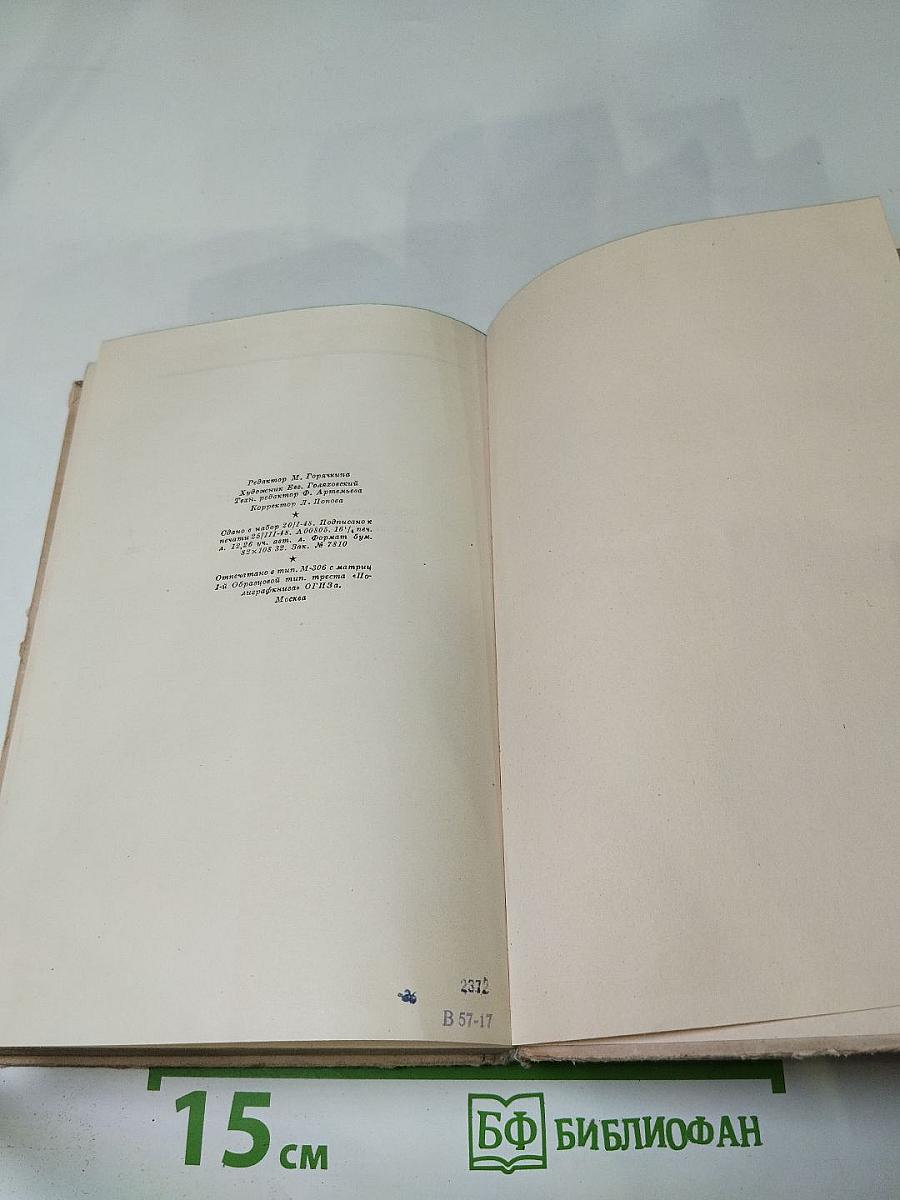 Редактор М. Горячкина
Художник Евг. Голяховский
Техн. редактор Ф. Артемьева
Корректор Л. Попова
★
Сдано в набор 20/I-48. Подписано к
печати 25/III-48. А 00805. 16¹/₄ печ.
л. 12,26 уч. авт. л. Формат бум.
82×108 32. Зак. № 7810
★
Отпечатано в тип. М-306 с матриц
1-й Образцовой тип. треста «По-
лиграфкнига» ОГИЗа.
Москва
2372
В 57-17
15 см
БФ БИБЛИОФАН